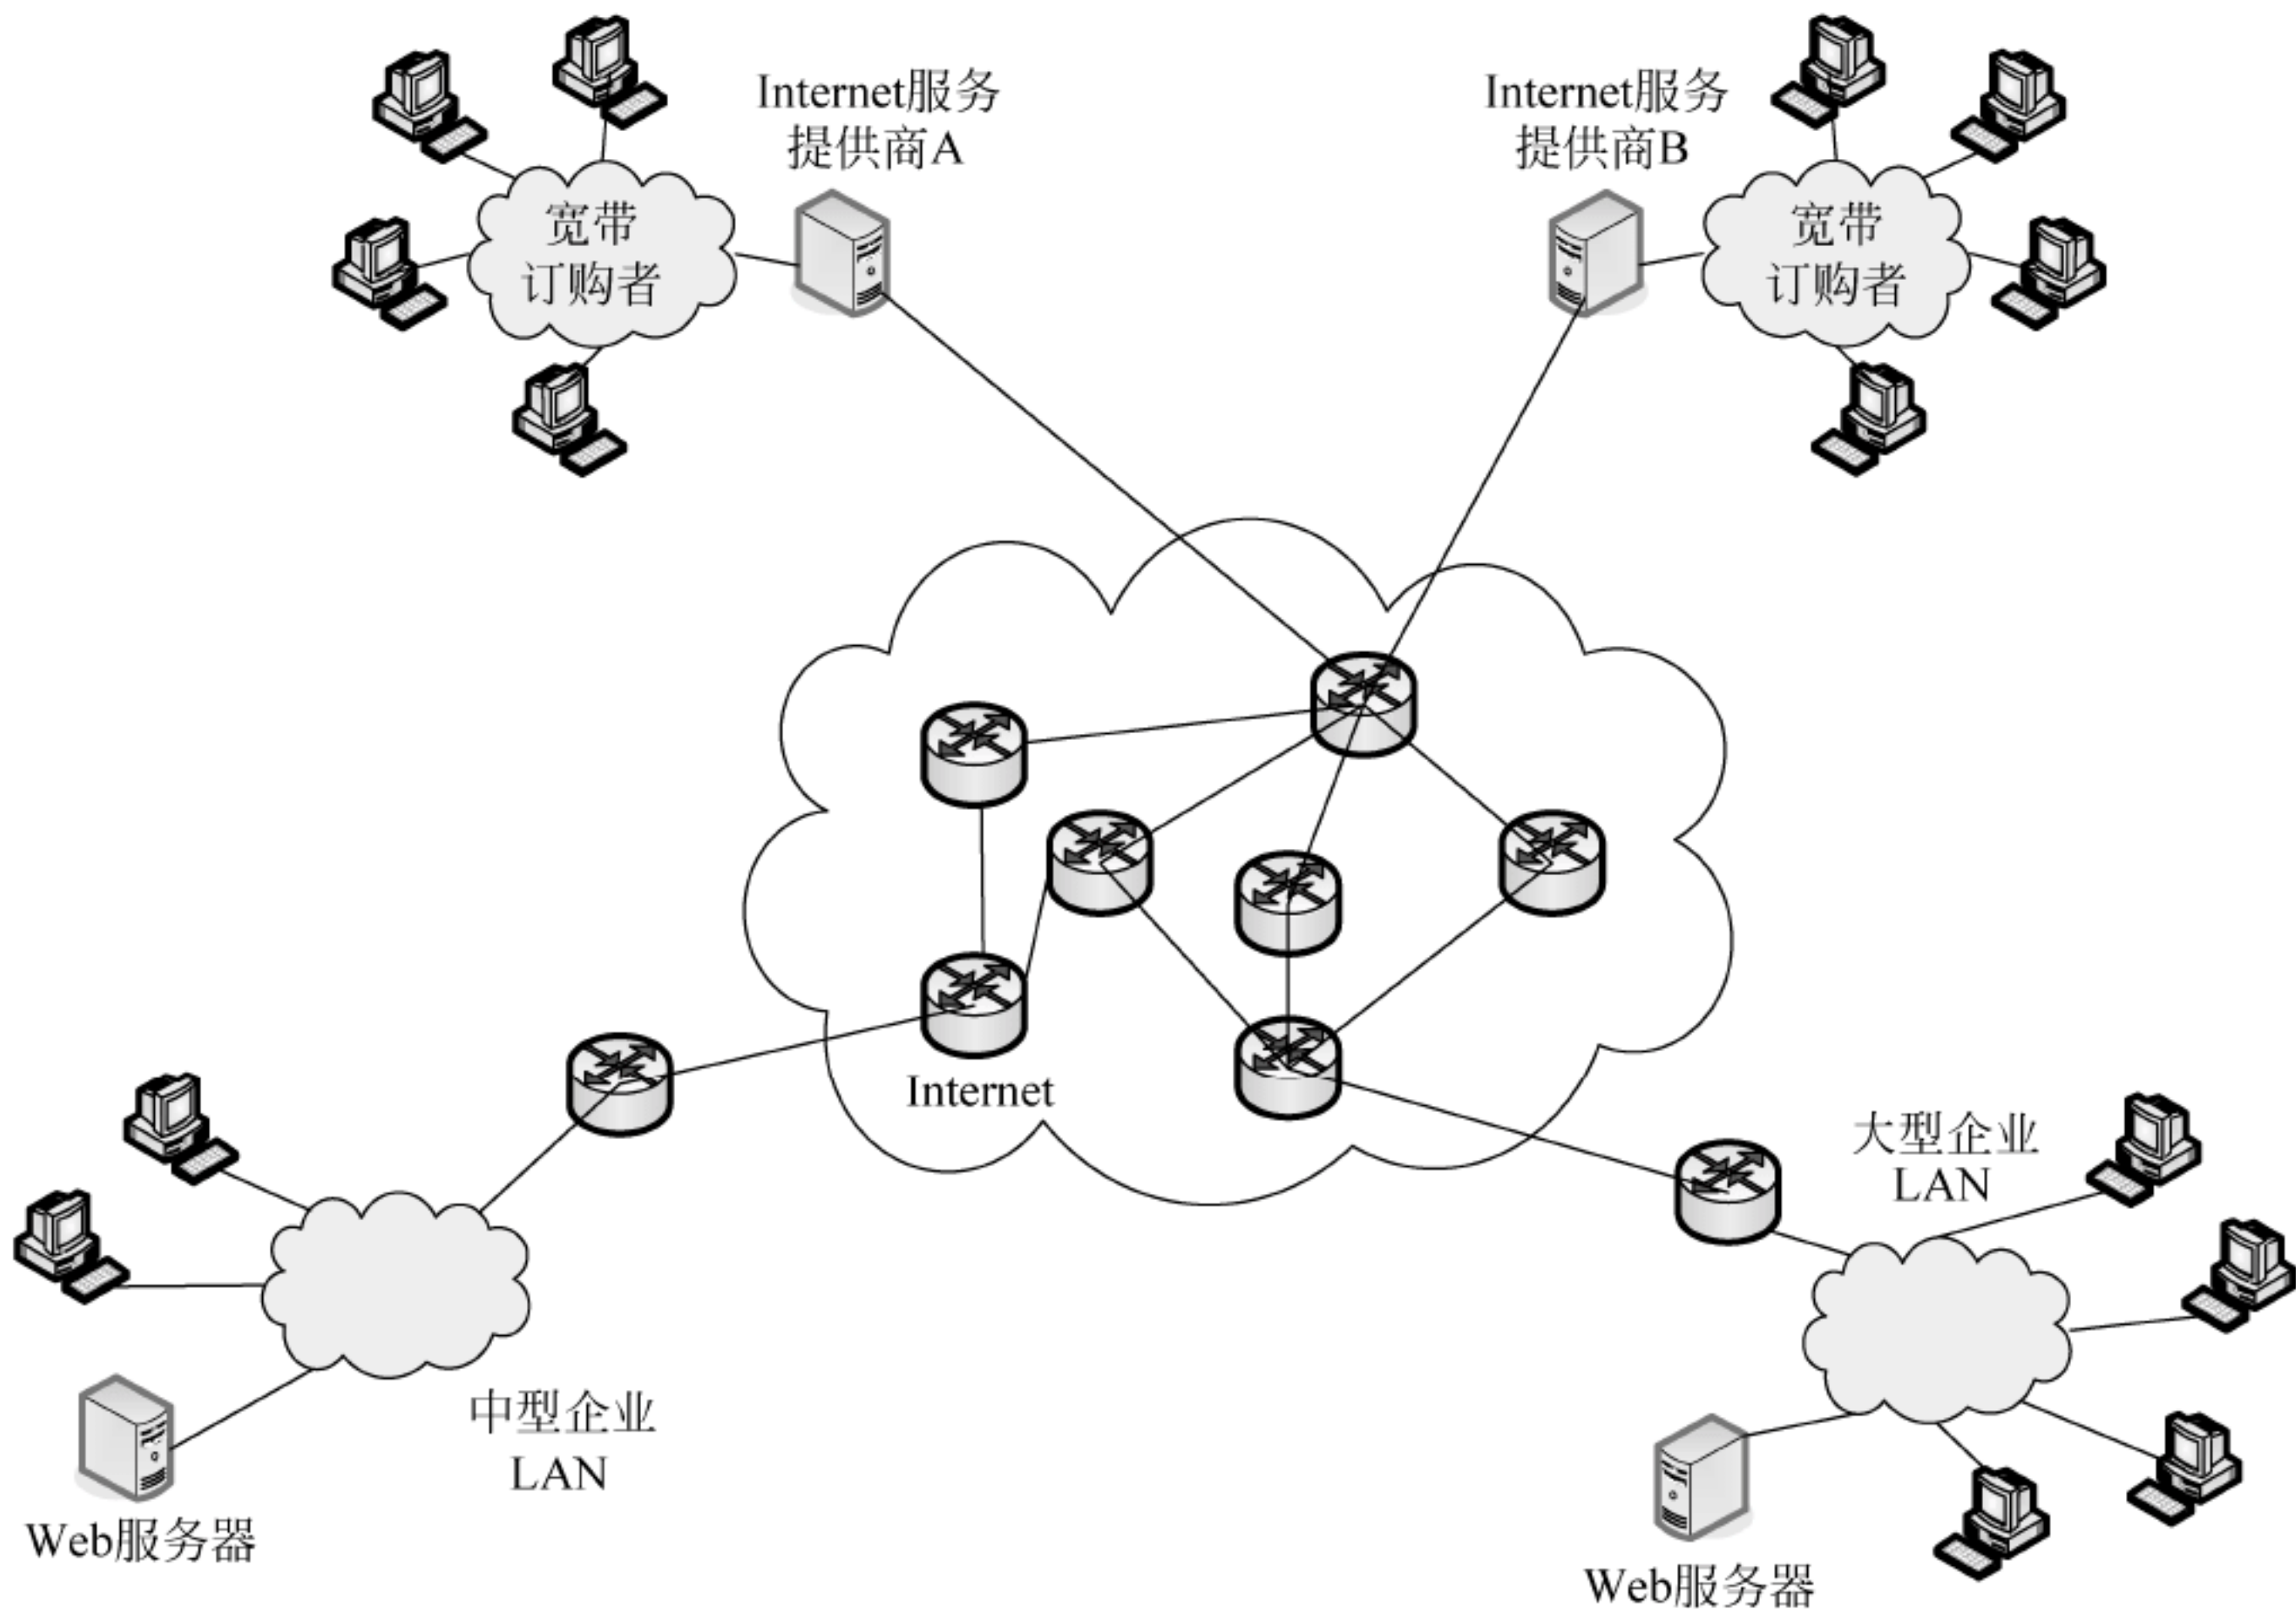 Internet服务
提供商A
Internet服务
提供商B
宽带
订购者
宽带
订购者
Internet
大型企业
LAN
中型企业
LAN
Web服务器
Web服务器